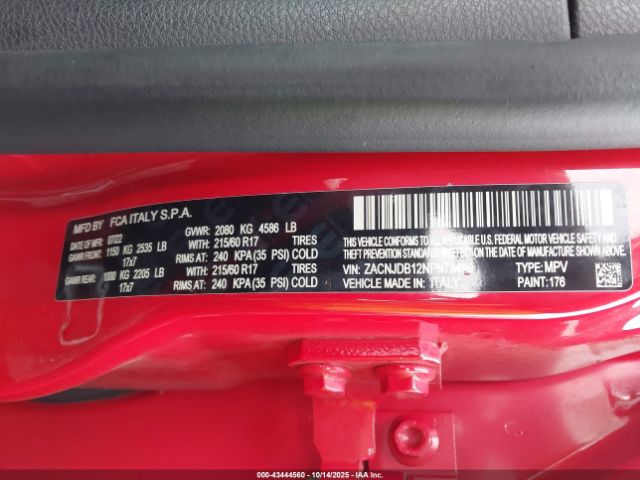 MFD BY FCA ITALY S.P.A.
DATE OF MFR 07/22 GVWR: 2080 KG 4586 LB
GAWR FRONT: 1150 KG 2535 LB WITH: 215/60 R17 TIRES
17x7 RIMS AT: 240 KPA (35 PSI) COLD
GAWR REAR: 1000 KG 2205 LB WITH: 215/60 R17 TIRES
17x7 RIMS AT: 240 KPA (35 PSI) COLD
THIS VEHICLE CONFORMS TO ALL APPLICABLE U.S. FEDERAL MOTOR
VEHICLE SAFETY, BUMPER, AND
THEFT PREVENTION STANDARDS IN EFFECT ON THE DATE OF MANUFACTURE SHOWN ABOVE.
VIN: TYPE: MPV
VEHICLE MADE IN: ITALY PAINT: 176
000-43444560 | 10/14/2025 - IAAI.COM